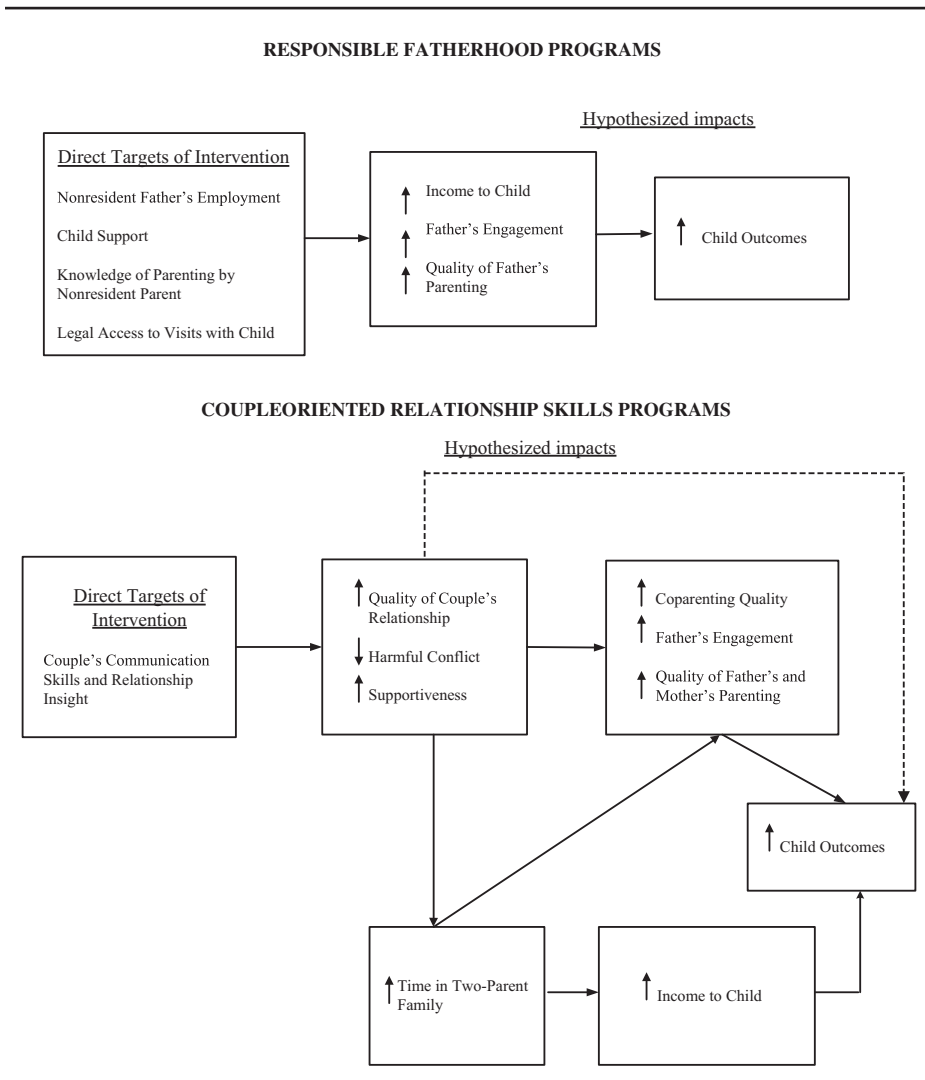 RESPONSIBLE FATHERHOOD PROGRAMS
Hypothesized impacts
Direct Targets of Intervention
Nonresident Father's Employment
Child Support
Knowledge of Parenting by
Nonresident Parent
Legal Access to Visits with Child
Income to Child
Father's Engagement
Quality of Father's
Parenting
Child Outcomes
COUPLEORIENTED RELATIONSHIP SKILLS PROGRAMS
Hypothesized impacts
Direct Targets of
Intervention
Couple's Communication
Skills and Relationship
Insight
Quality of Couple's
Relationship
Harmful Conflict
Supportiveness
Coparenting Quality
Father's Engagement
Quality of Father's and
Mother's Parenting
Child Outcomes
Time in Two-Parent
Family
Income to Child